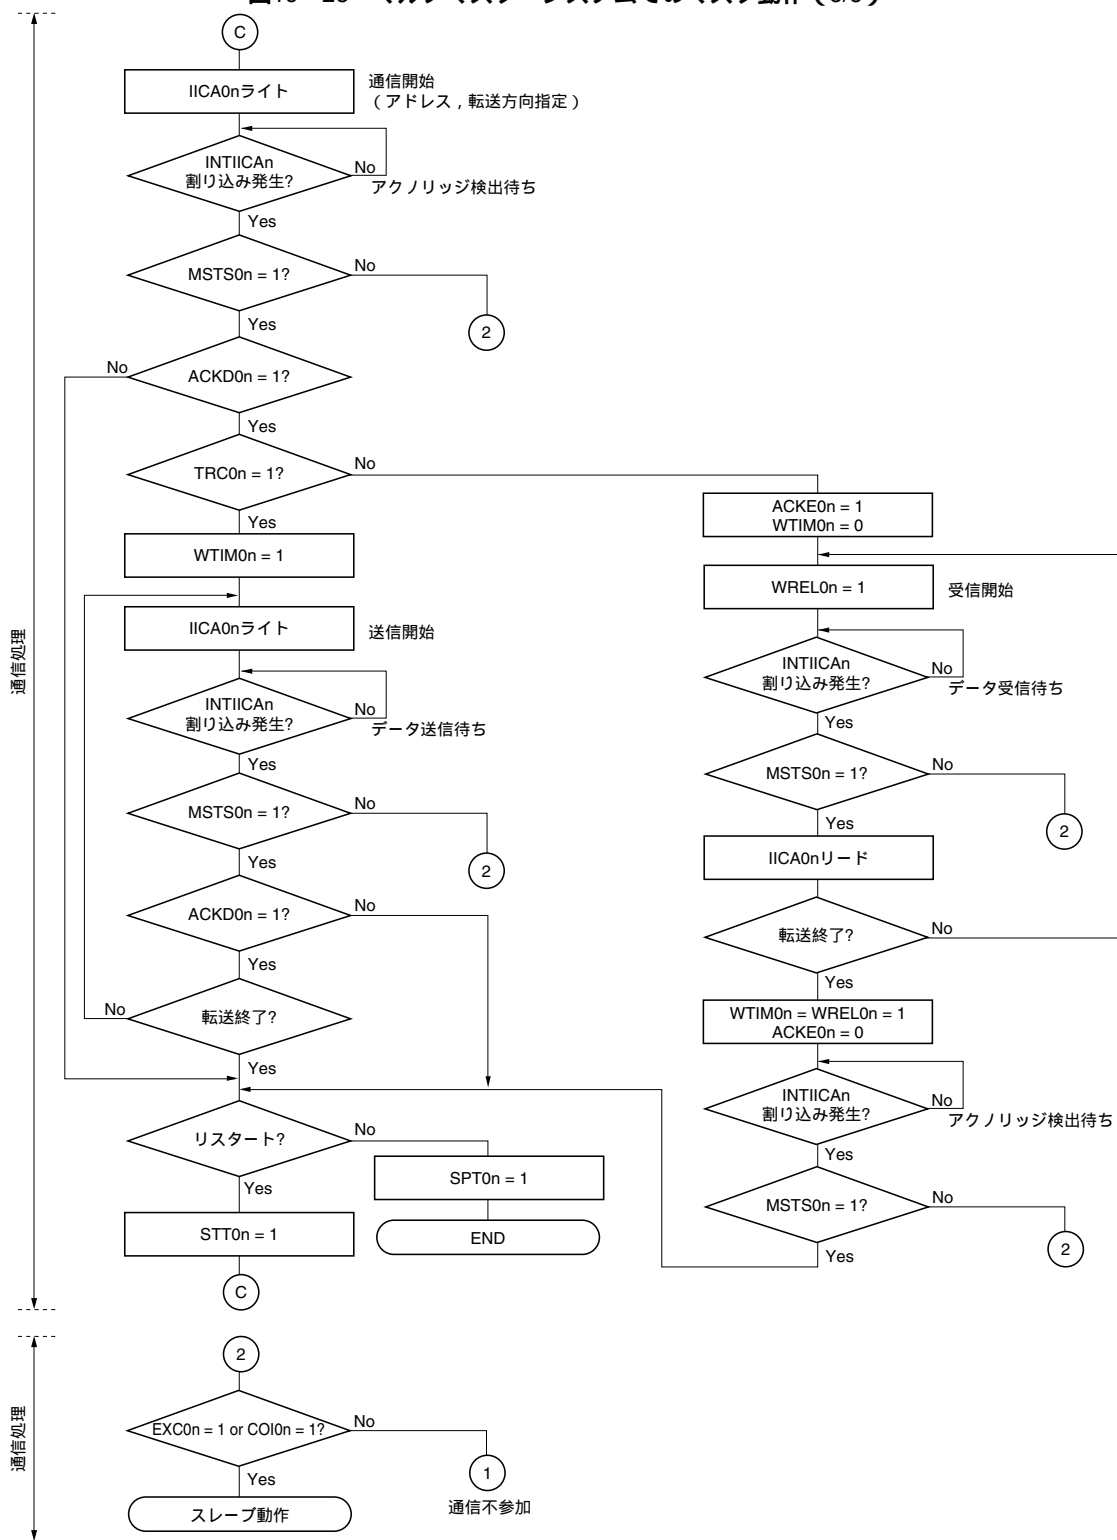 C
IICA0nライト
通信開始
(アドレス,転送方向指定)
INTIICAn
割り込み発生?
No
アクノリッジ検出待ち
Yes
MSTS0n = 1?
No
2
Yes
ACKD0n = 1?
No
Yes
TRC0n = 1?
No
Yes
WTIM0n = 1
IICA0nライト
送信開始
INTIICAn
割り込み発生?
No
データ送信待ち
Yes
MSTS0n = 1?
No
2
Yes
ACKD0n = 1?
No
Yes
転送終了?
No
Yes
リスタート?
No
SPT0n = 1
END
Yes
STT0n = 1
C
ACKE0n = 1
WTIM0n = 0
WREL0n = 1
受信開始
INTIICAn
割り込み発生?
No
データ受信待ち
Yes
MSTS0n = 1?
No
2
Yes
IICA0nリード
転送終了?
No
Yes
WTIM0n = WREL0n = 1
ACKE0n = 0
INTIICAn
割り込み発生?
No
アクノリッジ検出待ち
Yes
MSTS0n = 1?
No
2
Yes
通信処理
2
EXC0n = 1 or COI0n = 1?
No
1
通信不参加
Yes
スレーブ動作
通信処理